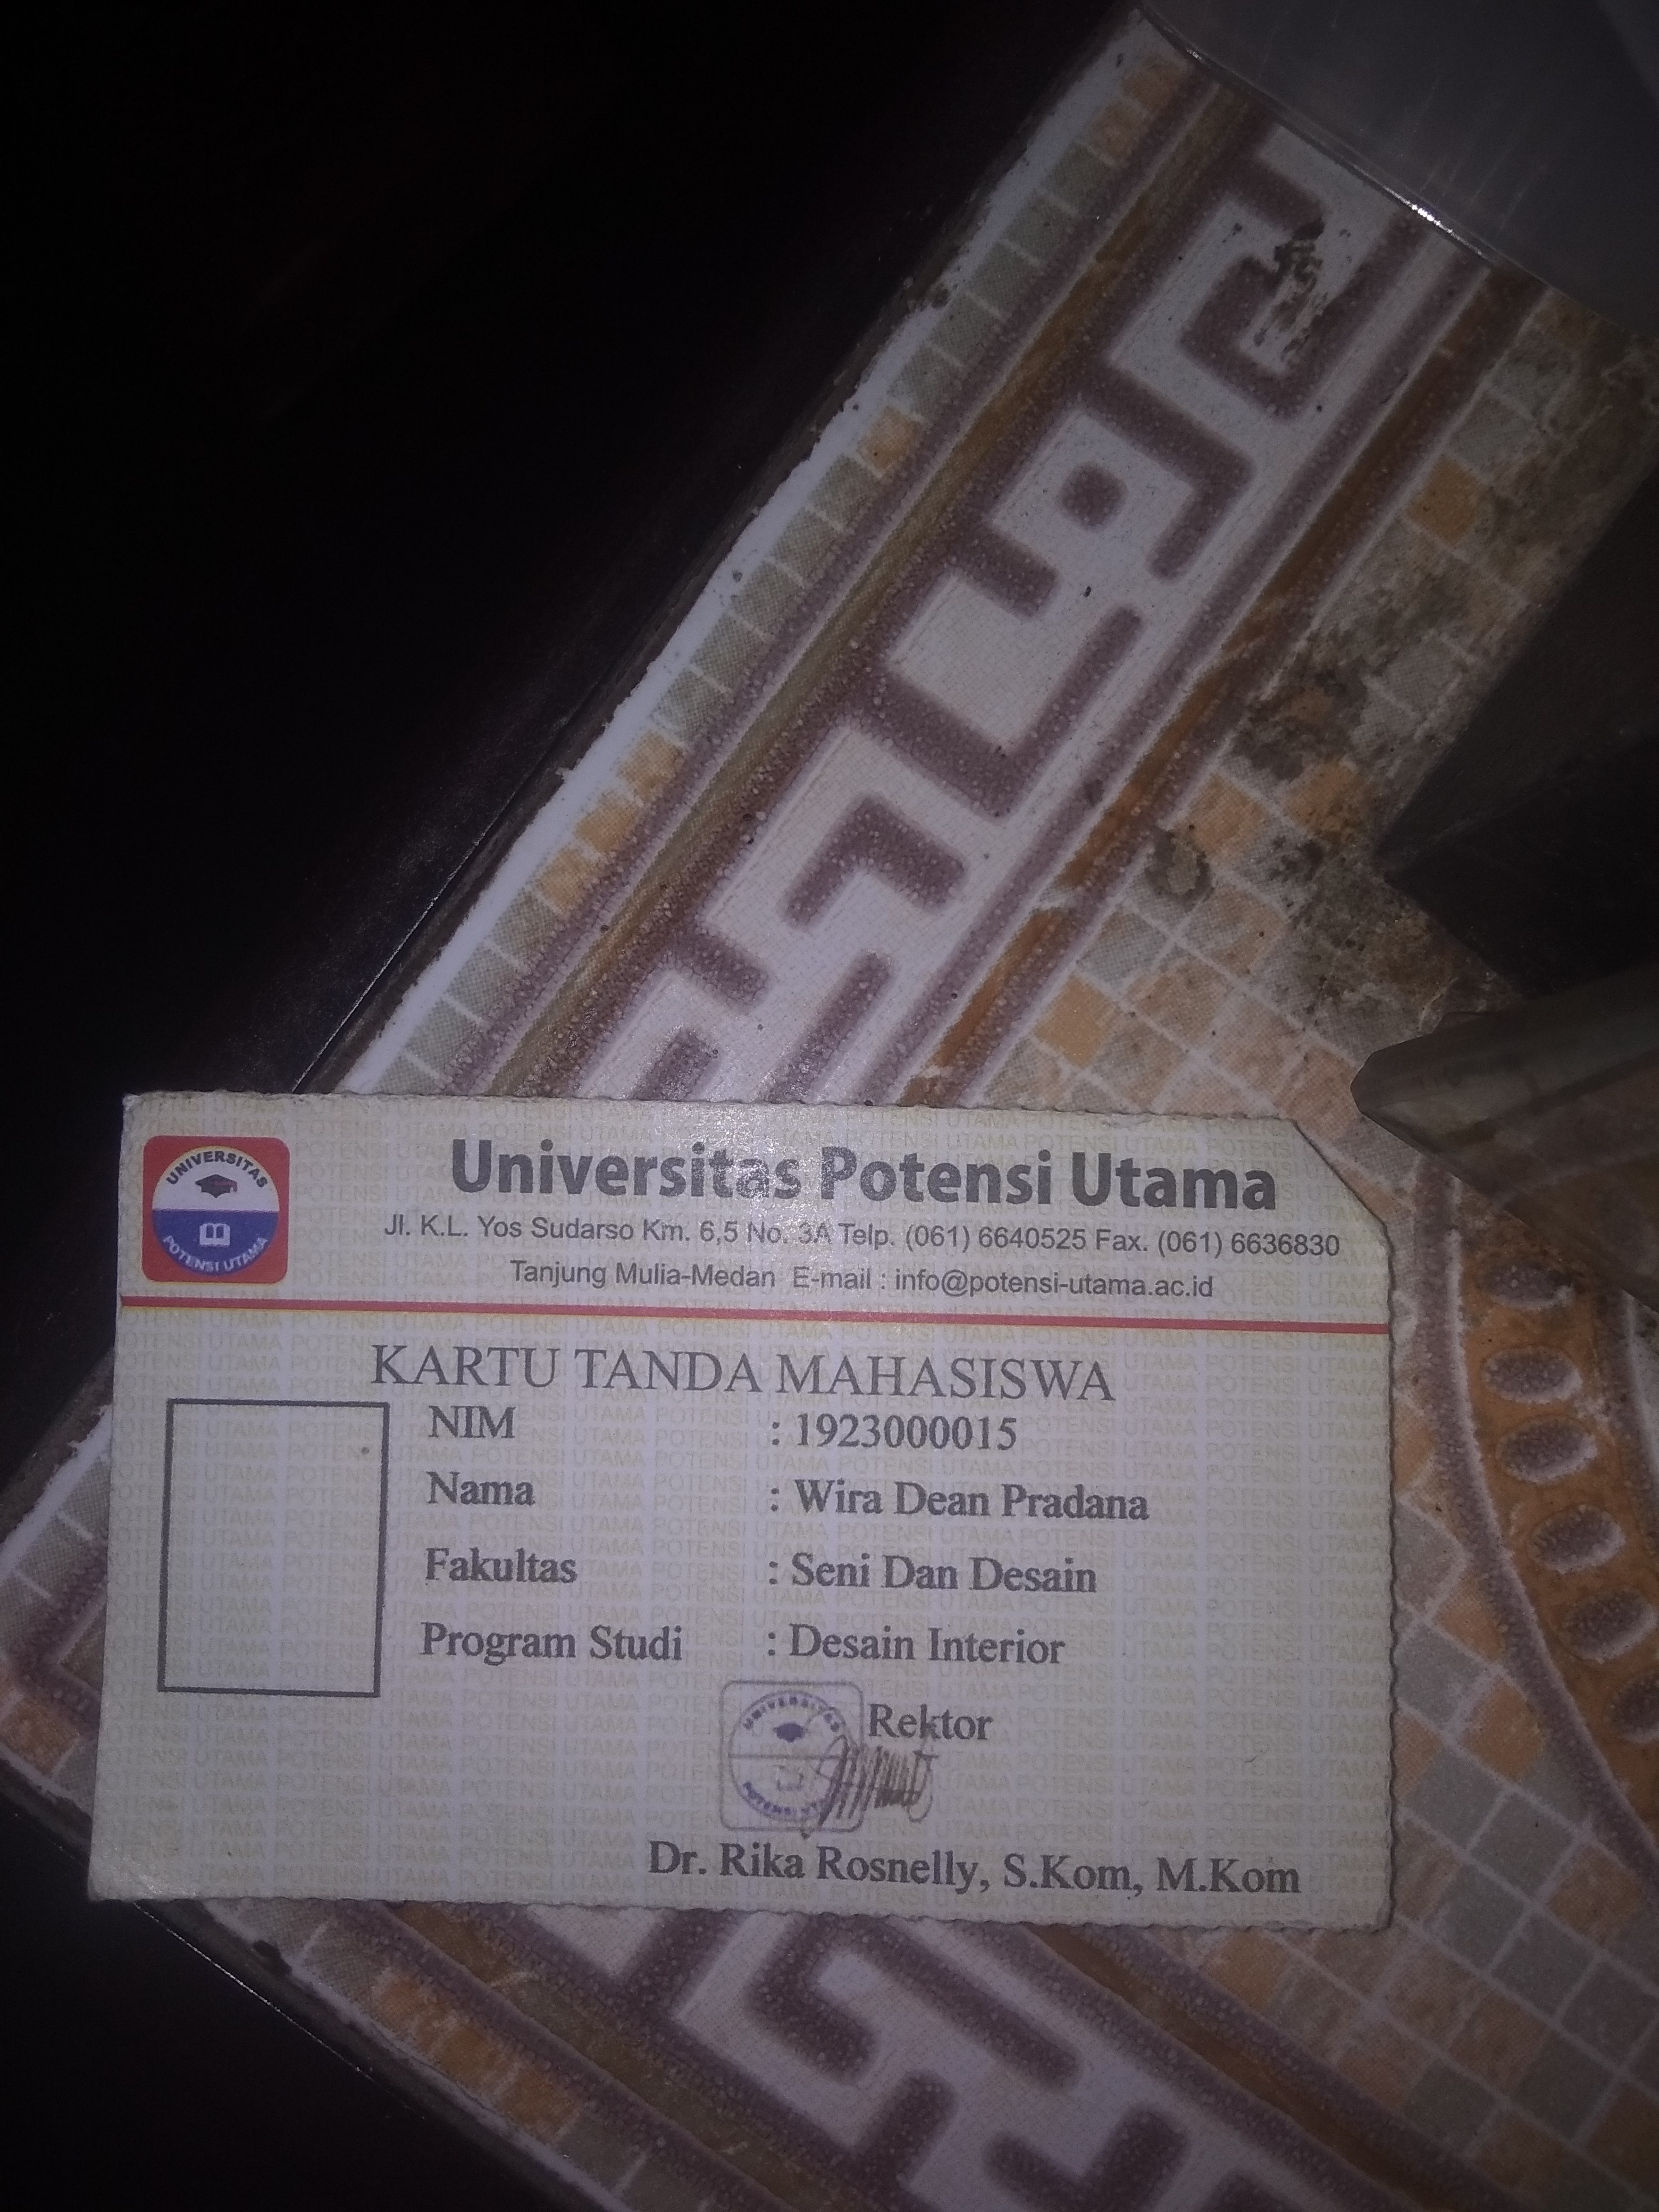 UNIVERSITAS
POTENSI UTAMA
Universitas Potensi Utama
Jl. K.L. Yos Sudarso Km. 6,5 No. 3A Telp. (061) 6640525 Fax. (061) 6636830
Tanjung Mulia-Medan E-mail : info@potensi-utama.ac.id
KARTU TANDA MAHASISWA
NIM : 1923000015
Nama : Wira Dean Pradana
Fakultas : Seni Dan Desain
Program Studi : Desain Interior
UNIVERSITAS
Rektor
Dr. Rika Rosnelly, S.Kom, M.Kom